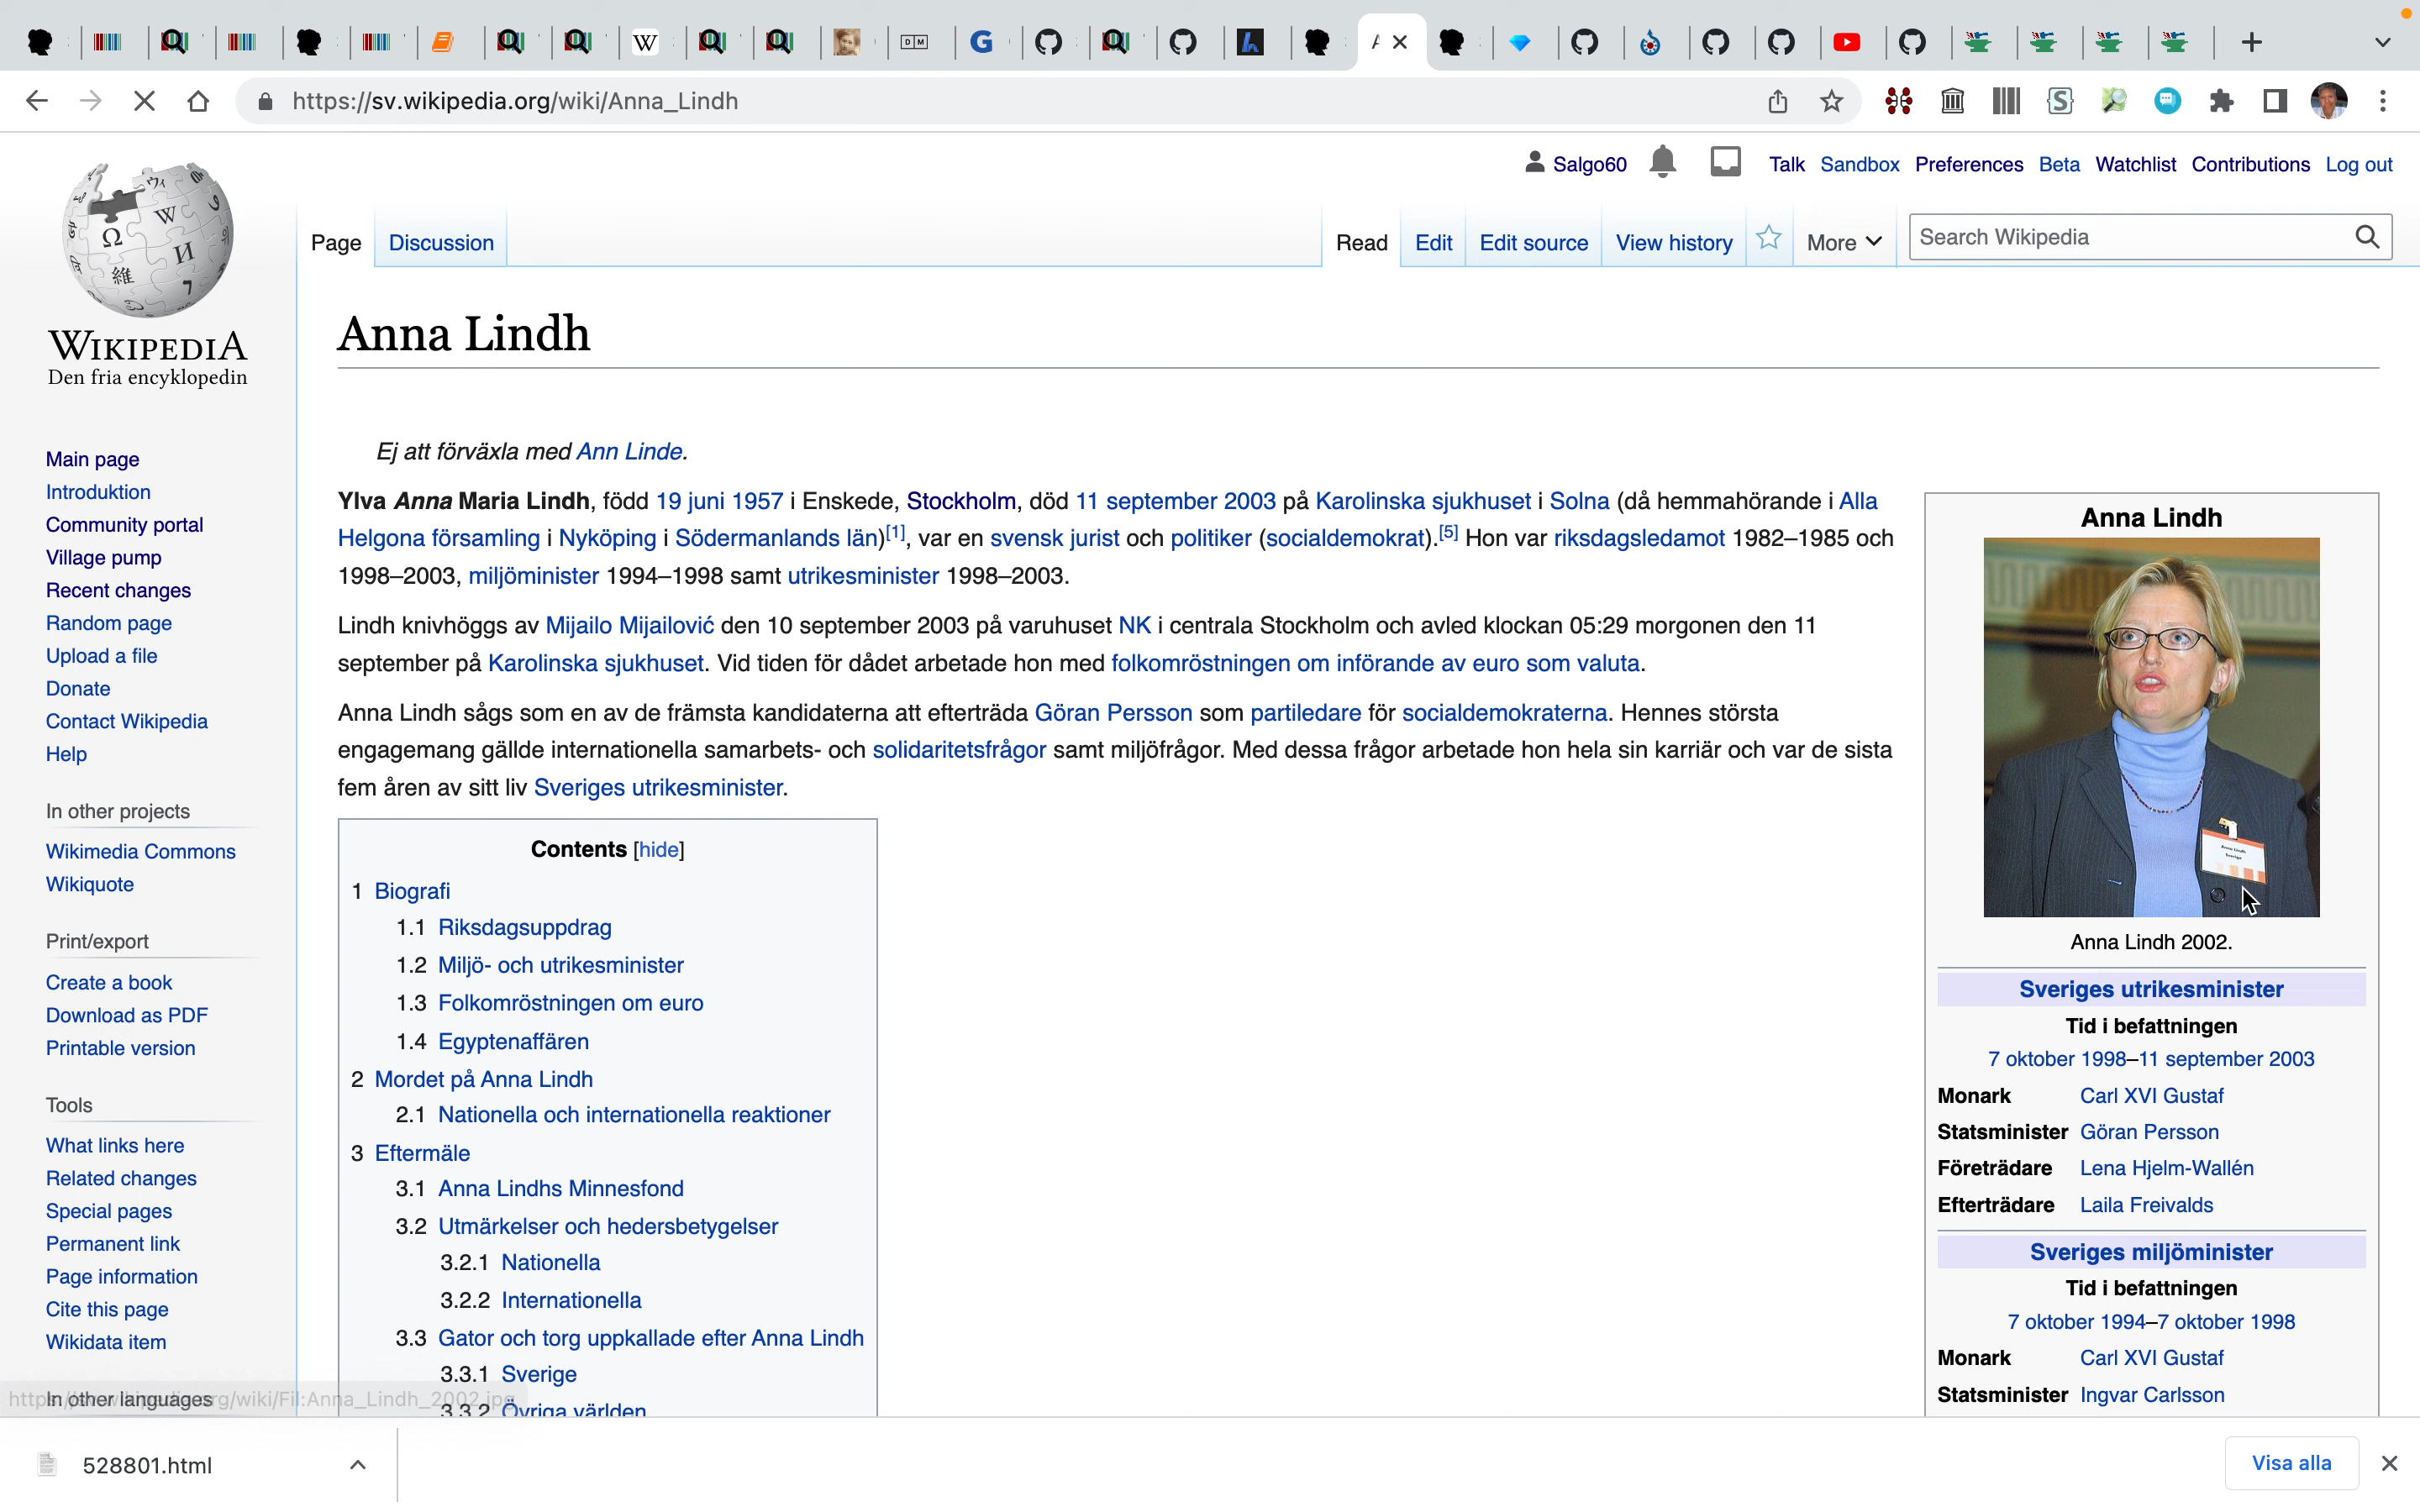 https://sv.wikipedia.org/wiki/Anna_Lindh
Salgo60 Talk Sandbox Preferences Beta Watchlist Contributions Log out
Page Discussion Read Edit Edit source View history More Search Wikipedia
WIKIPEDIA
Den fria encyklopedin
Main page
Introduktion
Community portal
Village pump
Recent changes
Random page
Upload a file
Donate
Contact Wikipedia
Help
In other projects
Wikimedia Commons
Wikiquote
Print/export
Create a book
Download as PDF
Printable version
Tools
What links here
Related changes
Special pages
Permanent link
Page information
Cite this page
Wikidata item
In other languages
Anna Lindh
Ej att förväxla med Ann Linde.
Ylva Anna Maria Lindh, född 19 juni 1957 i Enskede, Stockholm, död 11 september 2003 på Karolinska sjukhuset i Solna (då hemmahörande i Alla
Helgona församling i Nyköping i Södermanlands län)[1], var en svensk jurist och politiker (socialdemokrat).[5] Hon var riksdagsledamot 1982–1985 och
1998–2003, miljöminister 1994–1998 samt utrikesminister 1998–2003.
Lindh knivhöggs av Mijailo Mijailović den 10 september 2003 på varuhuset NK i centrala Stockholm och avled klockan 05:29 morgonen den 11
september på Karolinska sjukhuset. Vid tiden för dådet arbetade hon med folkomröstningen om införande av euro som valuta.
Anna Lindh sågs som en av de främsta kandidaterna att efterträda Göran Persson som partiledare för socialdemokraterna. Hennes största
engagemang gällde internationella samarbets- och solidaritetsfrågor samt miljöfrågor. Med dessa frågor arbetade hon hela sin karriär och var de sista
fem åren av sitt liv Sveriges utrikesminister.
Contents [hide]
1 Biografi
1.1 Riksdagsuppdrag
1.2 Miljö- och utrikesminister
1.3 Folkomröstningen om euro
1.4 Egyptenaffären
2 Mordet på Anna Lindh
2.1 Nationella och internationella reaktioner
3 Eftermäle
3.1 Anna Lindhs Minnesfond
3.2 Utmärkelser och hedersbetygelser
3.2.1 Nationella
3.2.2 Internationella
3.3 Gator och torg uppkallade efter Anna Lindh
3.3.1 Sverige
3.3.2 Övriga världen
Anna Lindh
Anna Lindh
Sverige
Anna Lindh 2002.
Sveriges utrikesminister
Tid i befattningen
7 oktober 1998–11 september 2003
Monark Carl XVI Gustaf
Statsminister Göran Persson
Företrädare Lena Hjelm-Wallén
Efterträdare Laila Freivalds
Sveriges miljöminister
Tid i befattningen
7 oktober 1994–7 oktober 1998
Monark Carl XVI Gustaf
Statsminister Ingvar Carlsson
528801.html
Visa alla